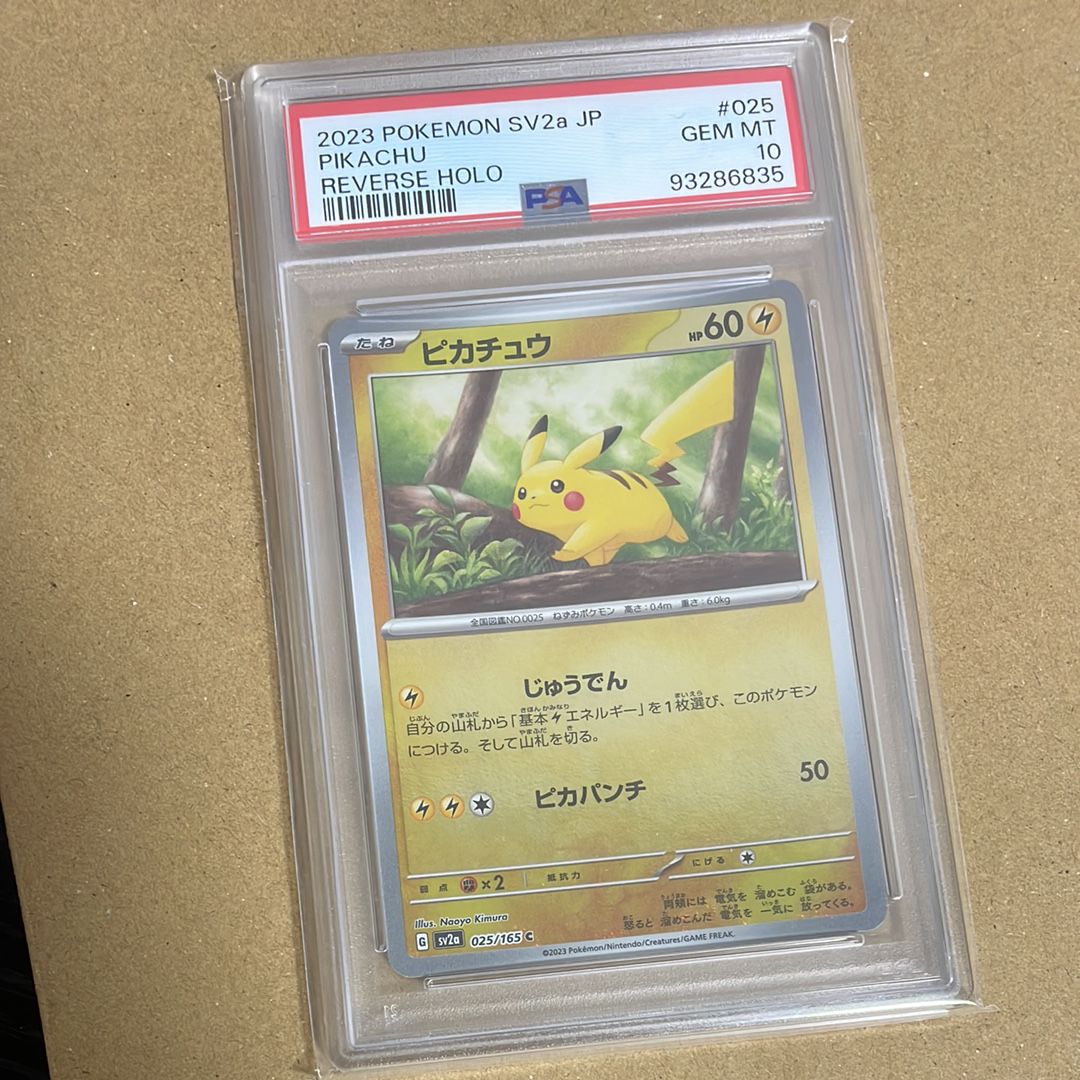 2023 POKEMON SV2a JP
#025
PIKACHU
GEM MT
REVERSE HOLO
10
93286835
PSA
たね
ピカチュウ
HP60
全国図鑑NO.0025 ねずみポケモン 高さ:0.4m 重さ:6.0kg
じゅうでん
自分の山札から「基本エネルギー」を1枚選び、このポケモン
につける。そして山札を切る。
ピカパンチ
50
弱点 ×2
抵抗力
にげる
両頬には 電気を 溜めこむ 袋がある。
怒ると 溜めこんだ 電気を 一気に 放ってくる。
Illus. Naoyo Kimura
G sv2a 025/165 C
©2023 Pokémon/Nintendo/Creatures/GAME FREAK.